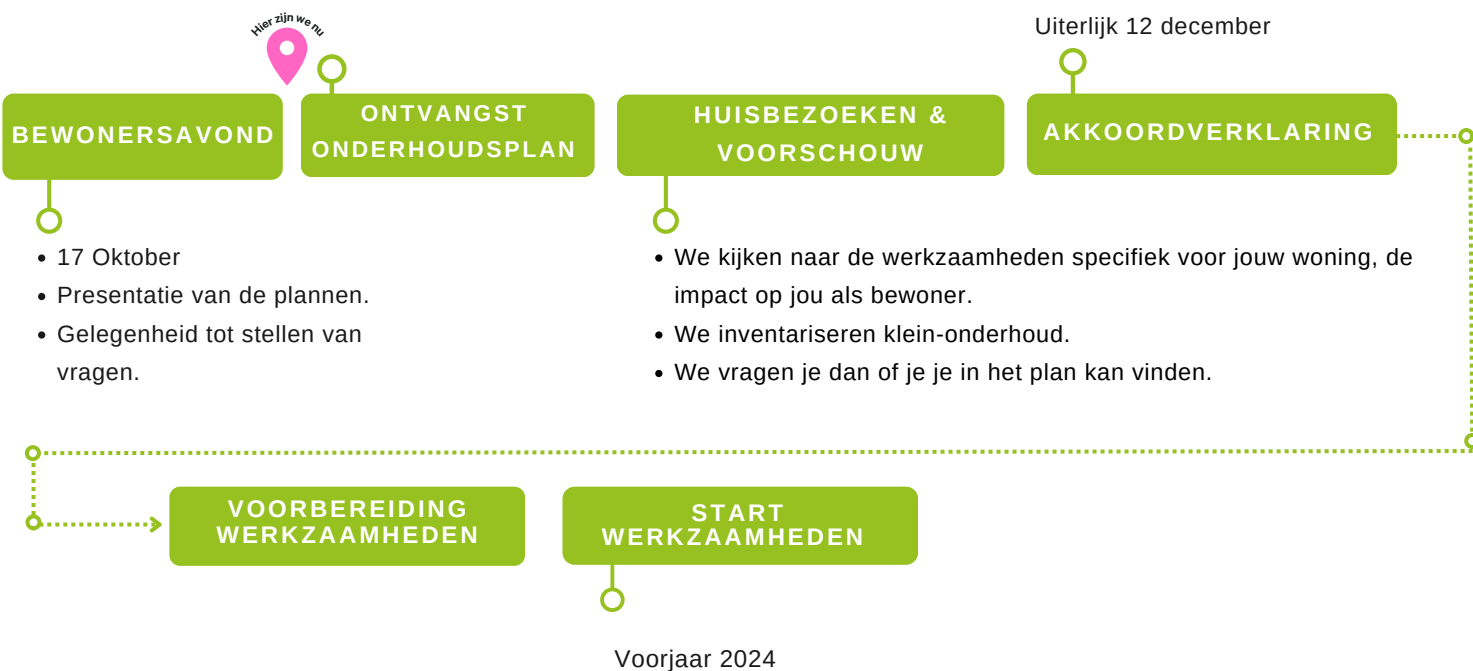 Hier zijn we nu
Uiterlijk 12 december
BEWONERSAVOND
ONTVANGST
ONDERHOUDSPLAN
HUISBEZOEKEN &
VOORSCHOUW
AKKOORDVERKLARING
17 Oktober
Presentatie van de plannen.
Gelegenheid tot stellen van
vragen.
We kijken naar de werkzaamheden specifiek voor jouw woning, de
impact op jou als bewoner.
We inventariseren klein-onderhoud.
We vragen je dan of je je in het plan kan vinden.
VOORBEREIDING
WERKZAAMHEDEN
START
WERKZAAMHEDEN
Voorjaar 2024